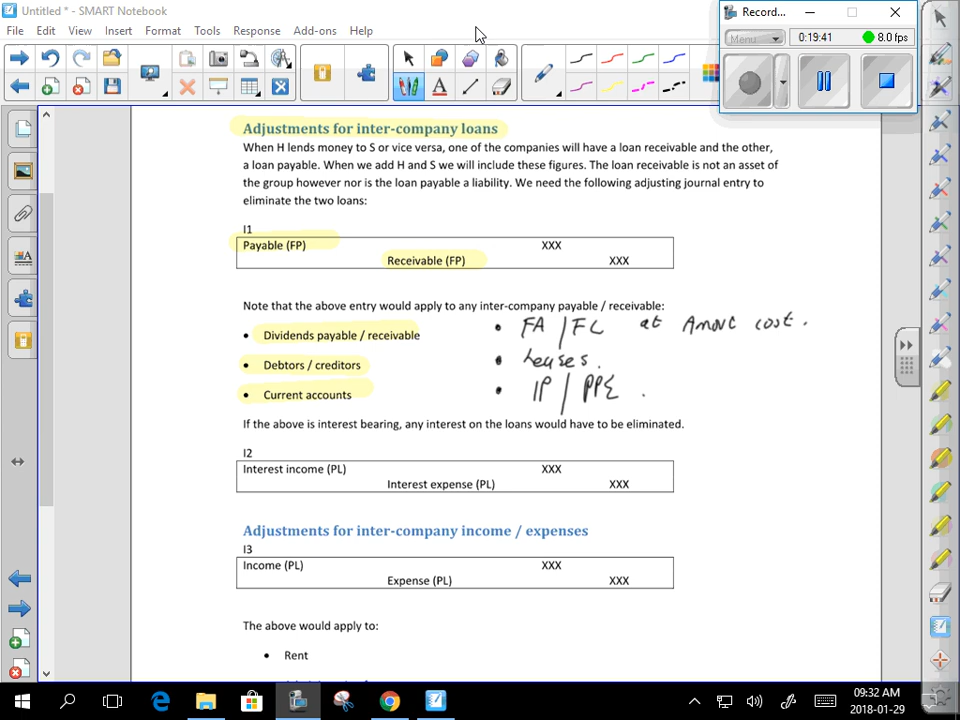 Untitled * - SMART Notebook
Record...
File Edit View Insert Format Tools Response Add-ons Help
Menu
0:19:41
8.0 fps
Adjustments for inter-company loans
When H lends money to S or vice versa, one of the companies will have a loan receivable and the other,
a loan payable. When we add H and S we will include these figures. The loan receivable is not an asset of
the group however nor is the loan payable a liability. We need the following adjusting journal entry to
eliminate the two loans:
I1
Payable (FP) XXX
Receivable (FP) XXX
Note that the above entry would apply to any inter-company payable / receivable:
• Dividends payable / receivable
• FA / FL at Amort cost.
• Debtors / creditors
• Leases.
• Current accounts
• IP / PPE.
If the above is interest bearing, any interest on the loans would have to be eliminated.
I2
Interest income (PL) XXX
Interest expense (PL) XXX
Adjustments for inter-company income / expenses
I3
Income (PL) XXX
Expense (PL) XXX
The above would apply to:
• Rent
09:32 AM
2018-01-29